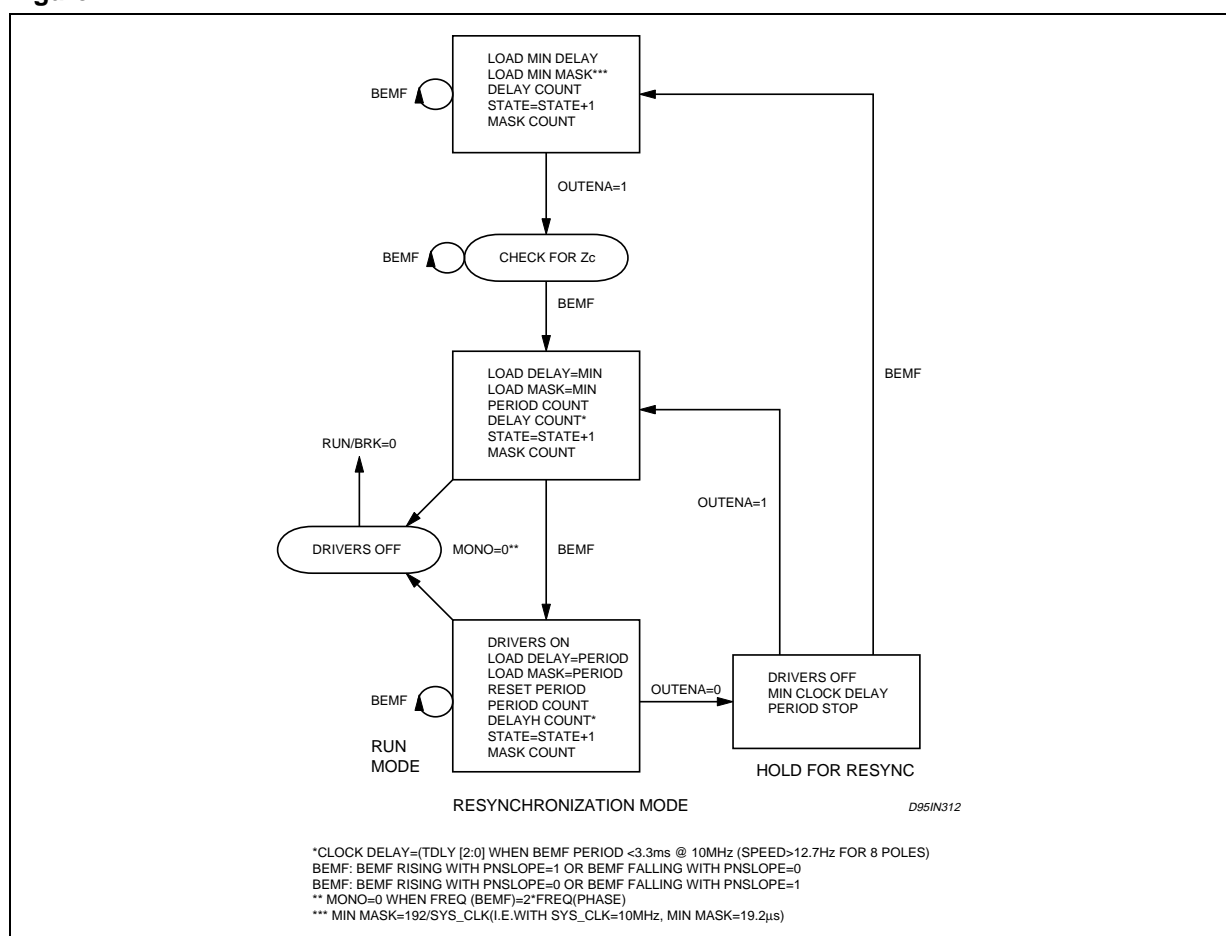 LOAD MIN DELAY
LOAD MIN MASK***
DELAY COUNT
STATE=STATE+1
MASK COUNT
BEMF
OUTENA=1
BEMF
CHECK FOR Zc
BEMF
LOAD DELAY=MIN
LOAD MASK=MIN
PERIOD COUNT
DELAY COUNT*
STATE=STATE+1
MASK COUNT
BEMF
RUN/BRK=0
OUTENA=1
DRIVERS OFF
MONO=0**
BEMF
DRIVERS ON
LOAD DELAY=PERIOD
LOAD MASK=PERIOD
RESET PERIOD
PERIOD COUNT
DELAYH COUNT*
STATE=STATE+1
MASK COUNT
BEMF
RUN
MODE
OUTENA=0
DRIVERS OFF
MIN CLOCK DELAY
PERIOD STOP
HOLD FOR RESYNC
RESYNCHRONIZATION MODE
D95IN312
*CLOCK DELAY=(TDLY [2:0] WHEN BEMF PERIOD <3.3ms @ 10MHz (SPEED>12.7Hz FOR 8 POLES)
BEMF: BEMF RISING WITH PNSLOPE=1 OR BEMF FALLING WITH PNSLOPE=0
BEMF: BEMF RISING WITH PNSLOPE=0 OR BEMF FALLING WITH PNSLOPE=1
** MONO=0 WHEN FREQ (BEMF)=2*FREQ(PHASE)
*** MIN MASK=192/SYS_CLK(I.E.WITH SYS_CLK=10MHz, MIN MASK=19.2µs)